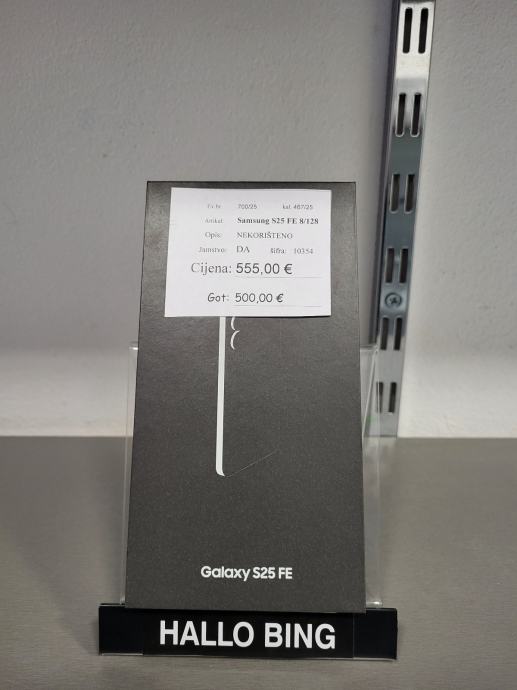 Ev.br. 700/25 kat. 467/25
Artikal: Samsung S25 FE 8/128
Opis: NEKORIŠTENO
Jamstvo: DA šifra: 10354
Cijena: 555,00 €
Got: 500,00 €
Galaxy S25 FE
HALLO BING